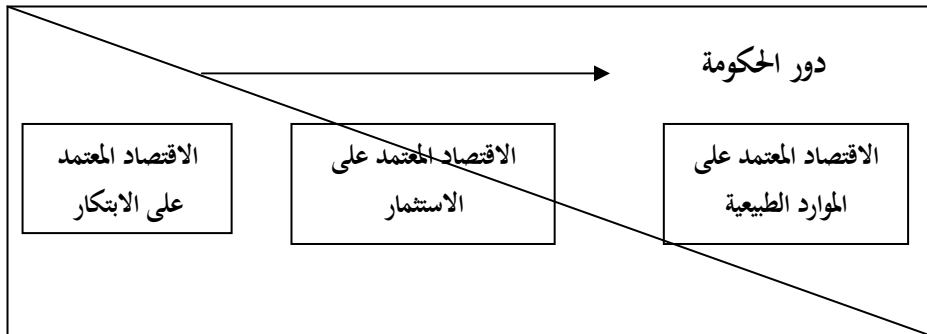 دور الحكومة
الاقتصاد المعتمد على
الموارد الطبيعية
الاقتصاد المعتمد على
الاستثمار
الاقتصاد المعتمد
على الابتكار